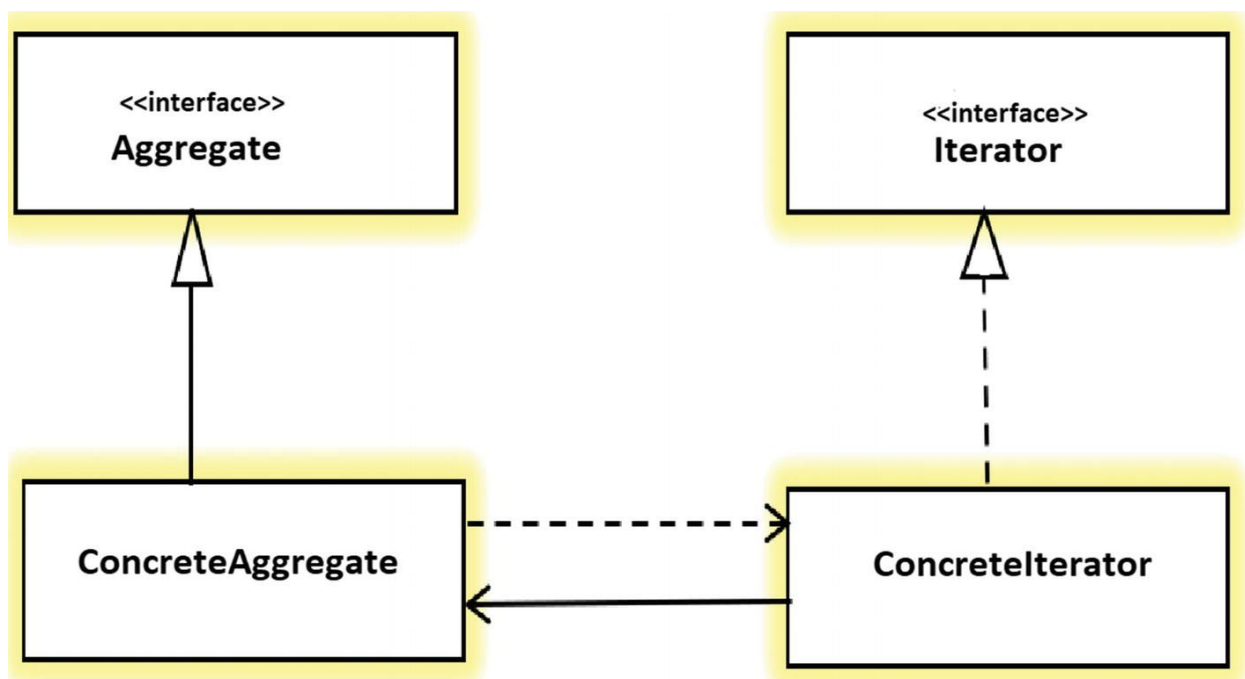 <<interface>>
Aggregate
<<interface>>
Iterator
ConcreteAggregate
ConcreteIterator